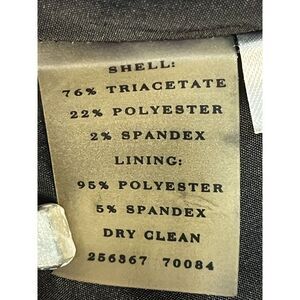 SHELL:
76% TRIACETATE
22% POLYESTER
2% SPANDEX
LINING:
95% POLYESTER
5% SPANDEX
DRY CLEAN
256367 70084